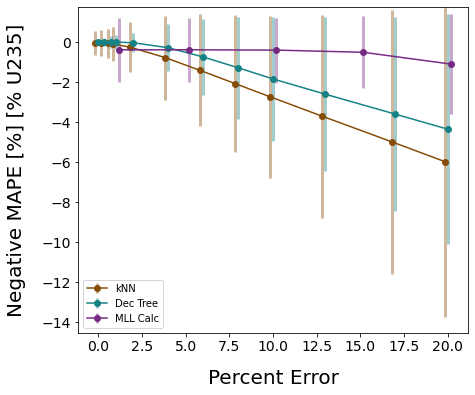 Negative MAPE [%] [% U235]
0
−2
−4
−6
−8
−10
−12
−14
kNN
Dec Tree
MLL Calc
0.0 2.5 5.0 7.5 10.0 12.5 15.0 17.5 20.0
Percent Error